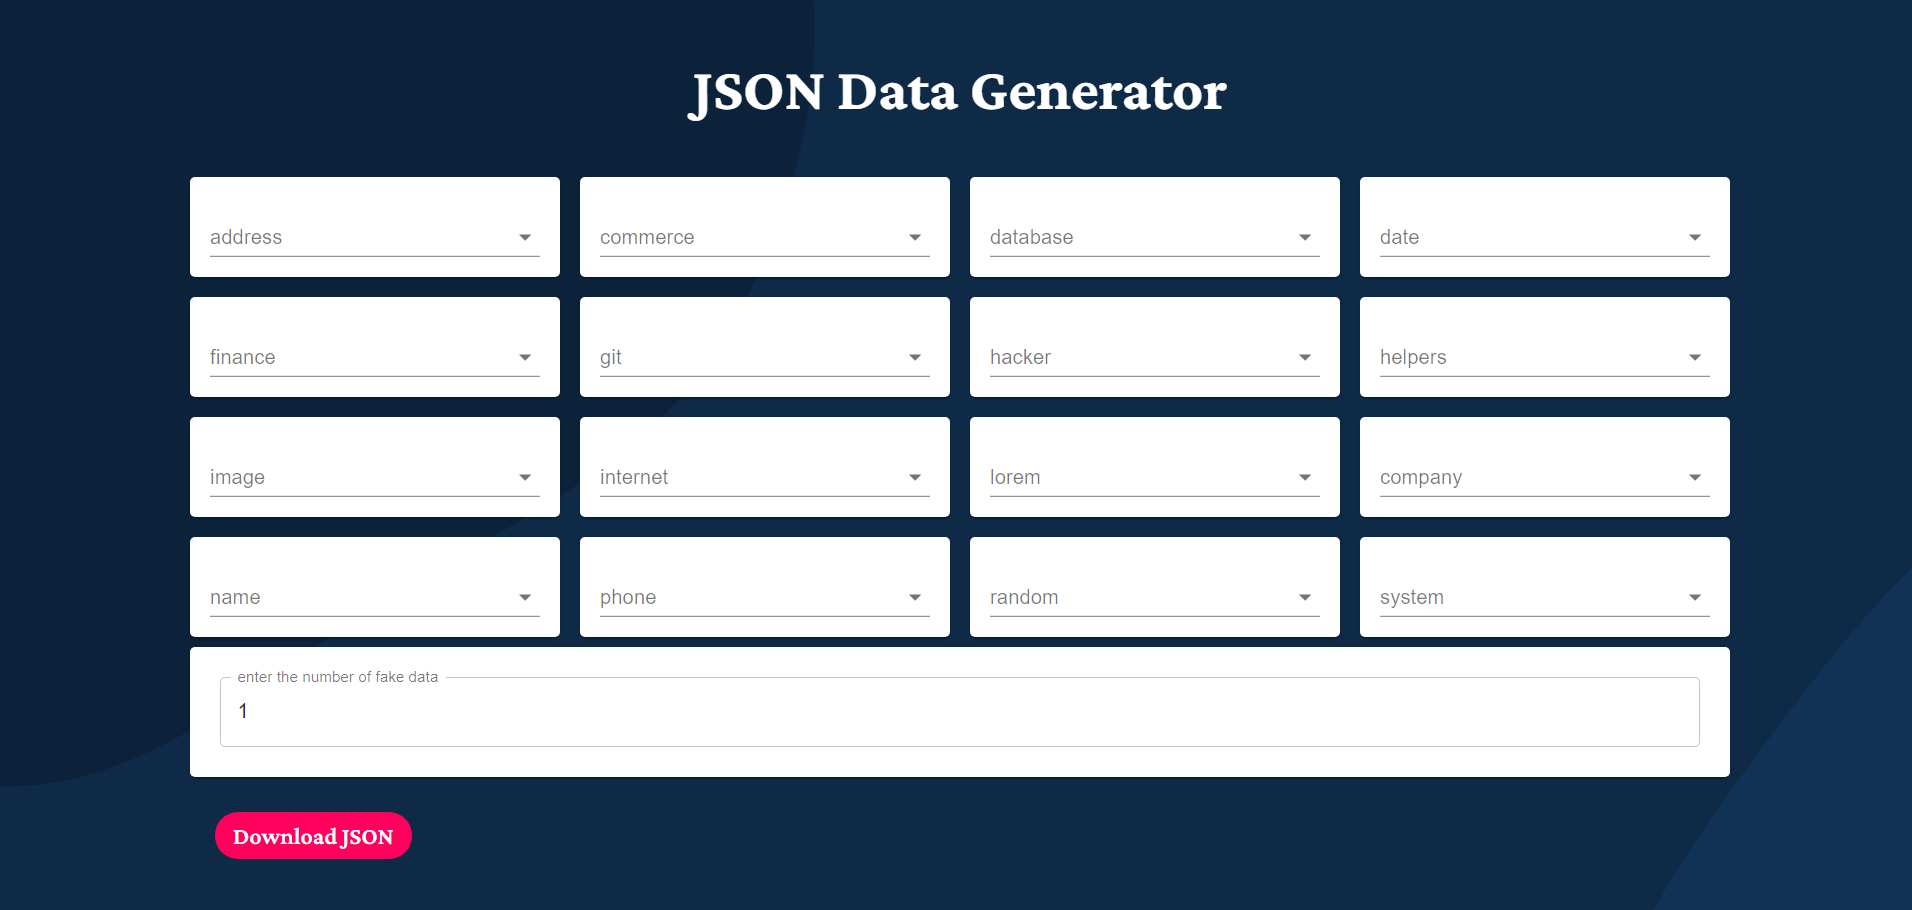 JSON Data Generator
address
commerce
database
date
finance
git
hacker
helpers
image
internet
lorem
company
name
phone
random
system
enter the number of fake data
1
Download JSON